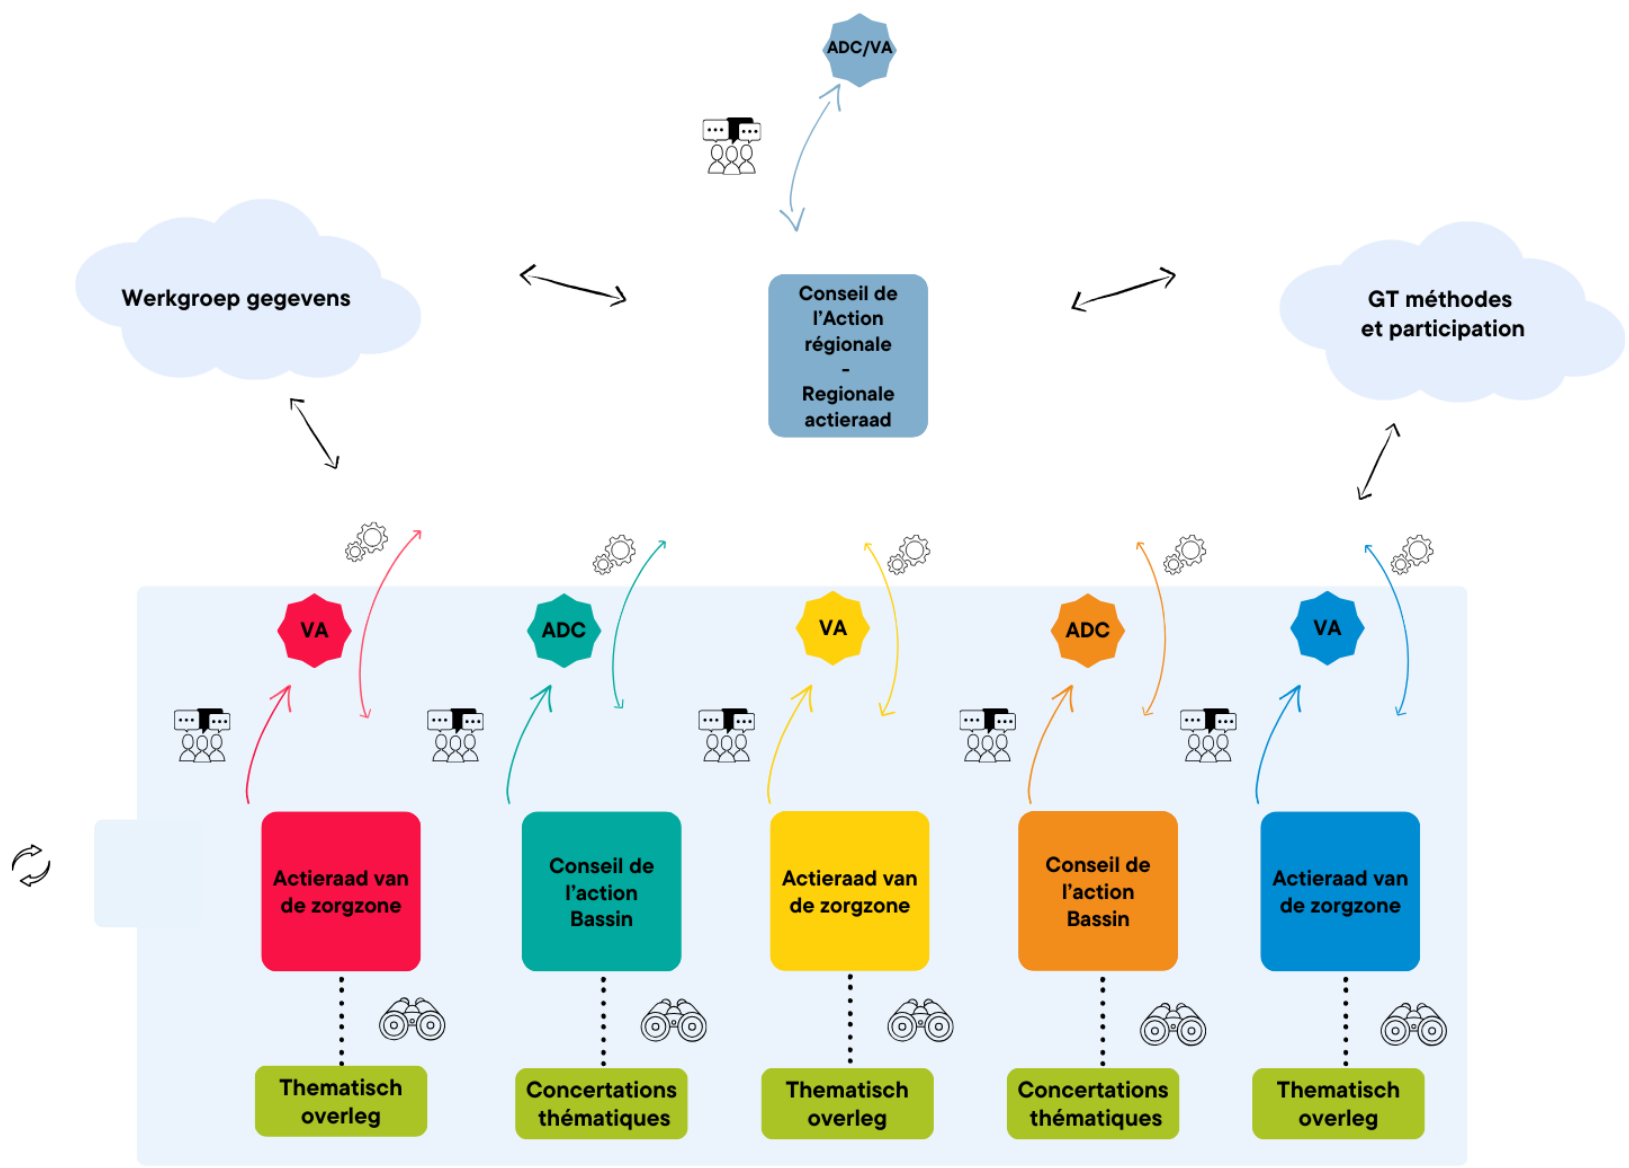 ADC/VA
Werkgroep gegevens
Conseil de
l'Action
régionale
-
Regionale
actieraad
GT méthodes
et participation
VA
ADC
VA
ADC
VA
Actieraad van
de zorgzone
Conseil de
l'action
Bassin
Actieraad van
de zorgzone
Conseil de
l'action
Bassin
Actieraad van
de zorgzone
Thematisch
overleg
Concertations
thématiques
Thematisch
overleg
Concertations
thématiques
Thematisch
overleg